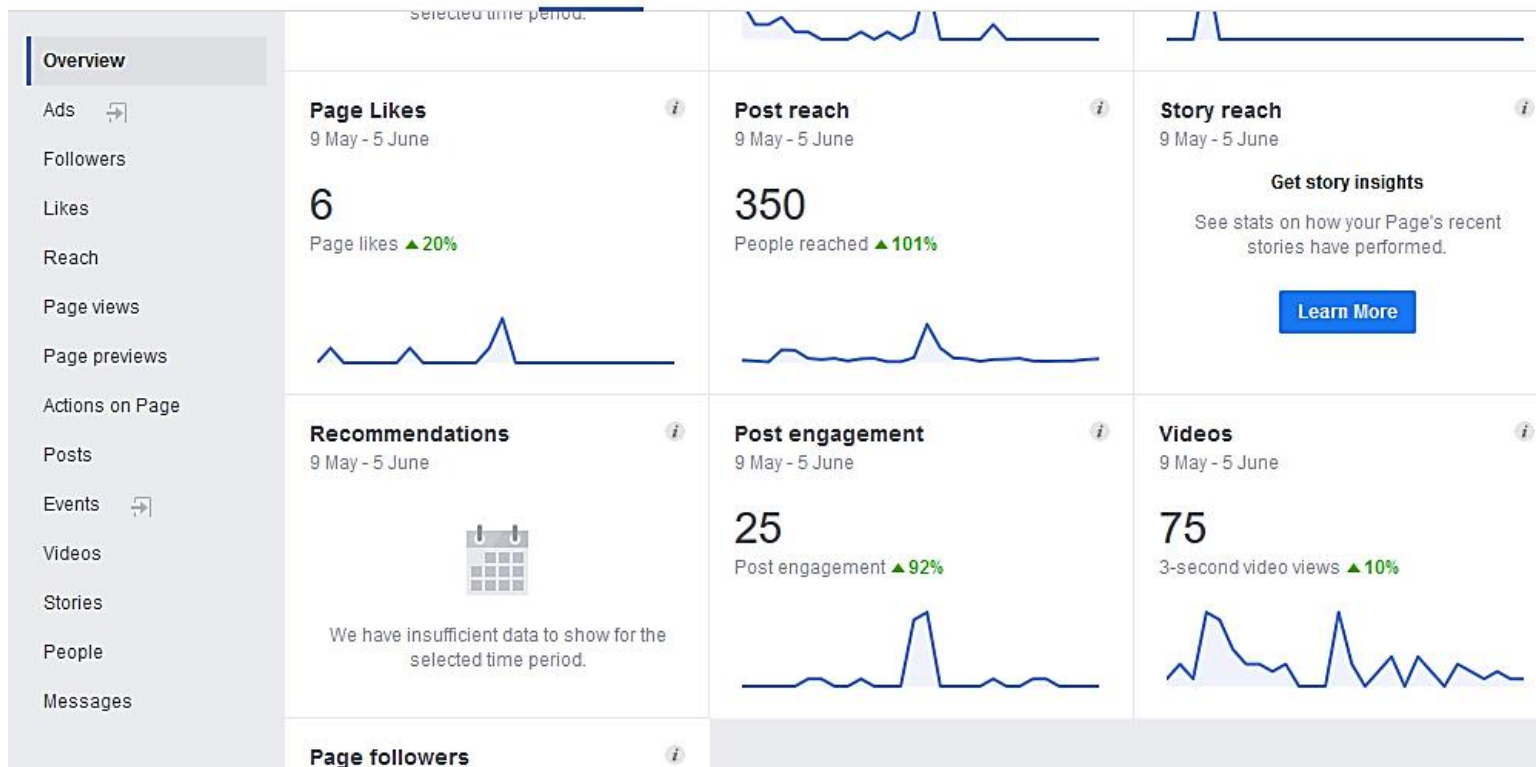 selected time period.
Overview
Ads
Followers
Likes
Reach
Page views
Page previews
Actions on Page
Posts
Events
Videos
Stories
People
Messages
Page Likes
9 May - 5 June
6
Page likes ▲ 20%
Post reach
9 May - 5 June
350
People reached ▲ 101%
Story reach
9 May - 5 June
Get story insights
See stats on how your Page's recent
stories have performed.
Learn More
Recommendations
9 May - 5 June
We have insufficient data to show for the
selected time period.
Post engagement
9 May - 5 June
25
Post engagement ▲ 92%
Videos
9 May - 5 June
75
3-second video views ▲ 10%
Page followers